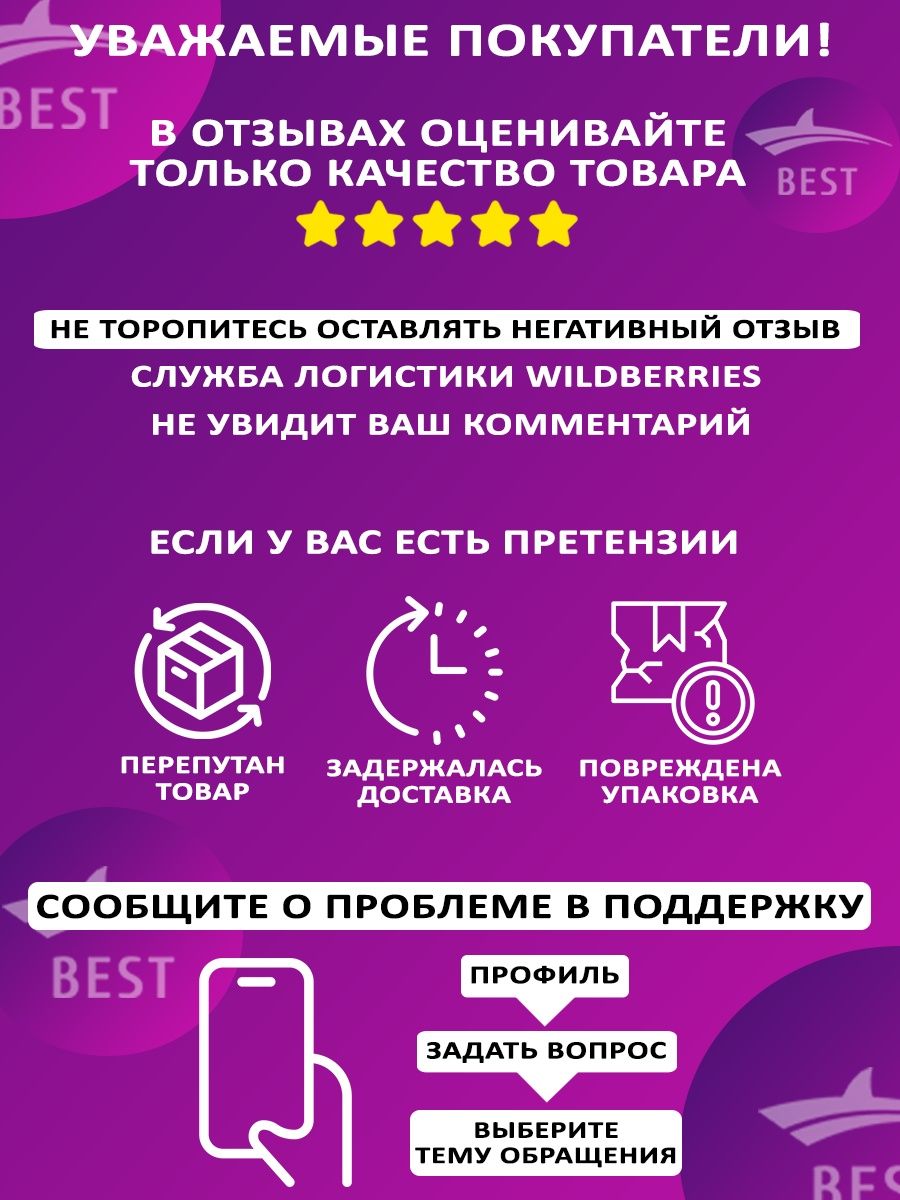 УВАЖАЕМЫЕ ПОКУПАТЕЛИ!
BEST
В ОТЗЫВАХ ОЦЕНИВАЙТЕ
ТОЛЬКО КАЧЕСТВО ТОВАРА
BEST
НЕ ТОРОПИТЕСЬ ОСТАВЛЯТЬ НЕГАТИВНЫЙ ОТЗЫВ
СЛУЖБА ЛОГИСТИКИ WILDBERRIES
НЕ УВИДИТ ВАШ КОММЕНТАРИЙ
ЕСЛИ У ВАС ЕСТЬ ПРЕТЕНЗИИ
ПЕРЕПУТАН
ТОВАР
ЗАДЕРЖАЛАСЬ
ДОСТАВКА
ПОВРЕЖДЕНА
УПАКОВКА
СООБЩИТЕ О ПРОБЛЕМЕ В ПОДДЕРЖКУ
BEST
ПРОФИЛЬ
ЗАДАТЬ ВОПРОС
ВЫБЕРИТЕ
ТЕМУ ОБРАЩЕНИЯ
BES